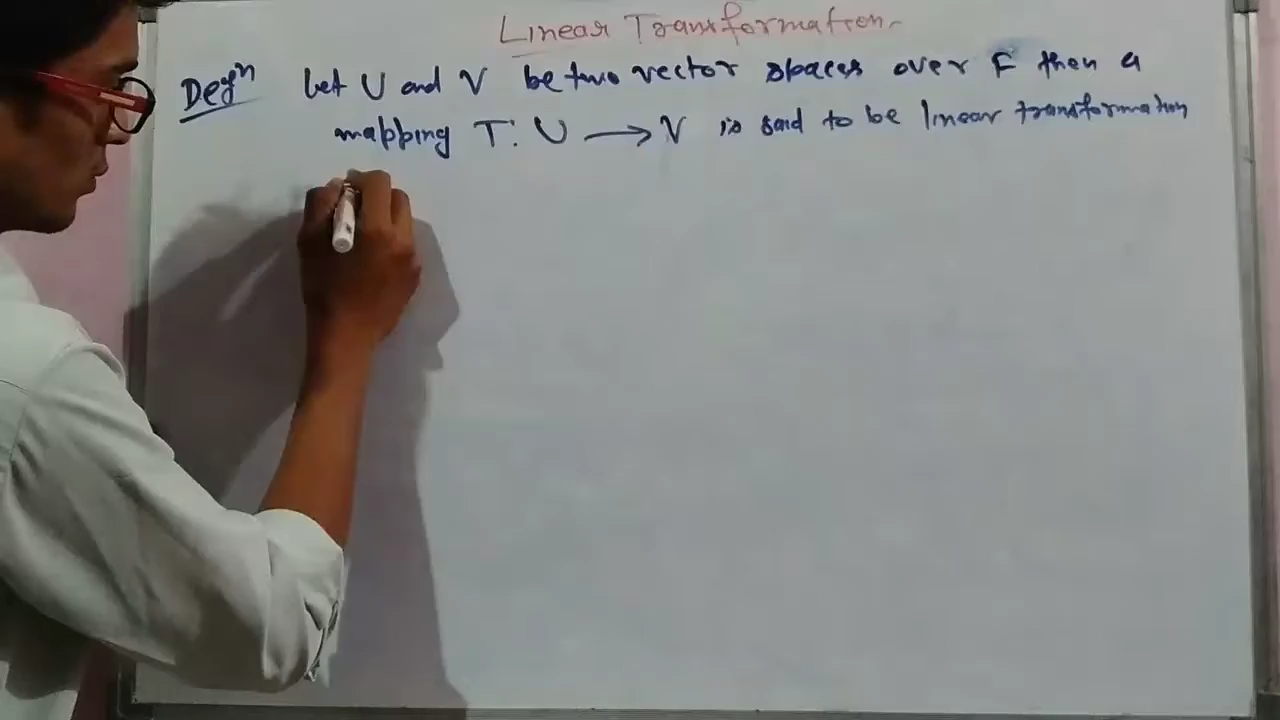 Linear Transformation.
Defⁿ Let U and V be two vector spaces over F then a
mapping T: U → V is said to be linear transformation